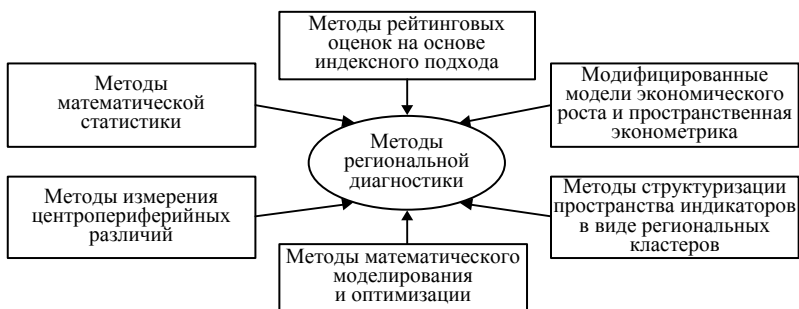 Методы рейтинговых
оценок на основе
индексного подхода
Методы
математической
статистики
Модифицированные
модели экономического
роста и пространственная
эконометрика
Методы
региональной
диагностики
Методы измерения
центропериферийных
различий
Методы структуризации
пространства индикаторов
в виде региональных
кластеров
Методы математического
моделирования
и оптимизации